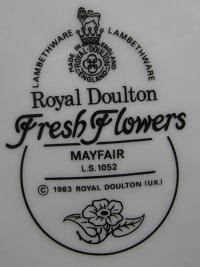 LAMBETHWARE LAMBETHWARE
MADE IN ENGLAND
ROYAL·DOULTON
ENGLAND
Royal Doulton
Fresh Flowers
MAYFAIR
L.S.1052
© 1983 ROYAL DOULTON (U.K.)